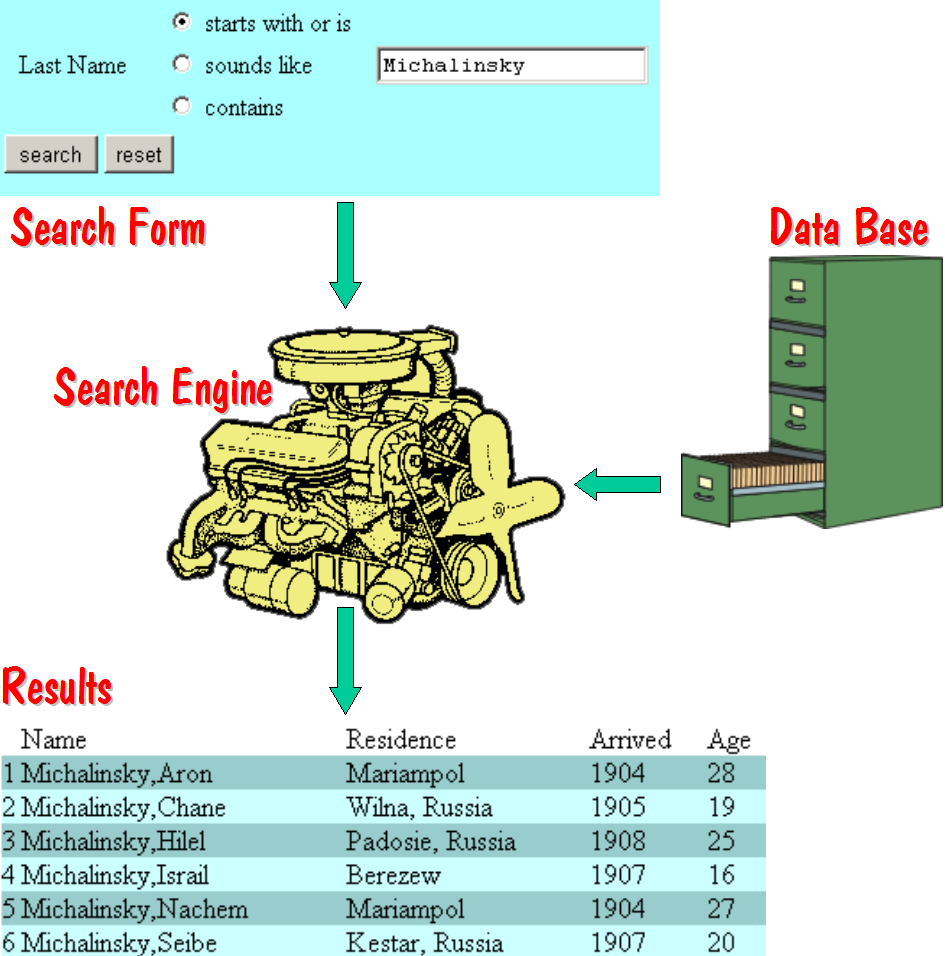 starts with or is
Last Name sounds like Michalinsky
contains
search reset
Search Form
Data Base
Search Engine
Results
Name Residence Arrived Age
1 Michalinsky,Aron Mariampol 1904 28
2 Michalinsky,Chane Wilna, Russia 1905 19
3 Michalinsky,Hilel Padosie, Russia 1908 25
4 Michalinsky,Israil Berezew 1907 16
5 Michalinsky,Nachem Mariampol 1904 27
6 Michalinsky,Seibe Kestar, Russia 1907 20